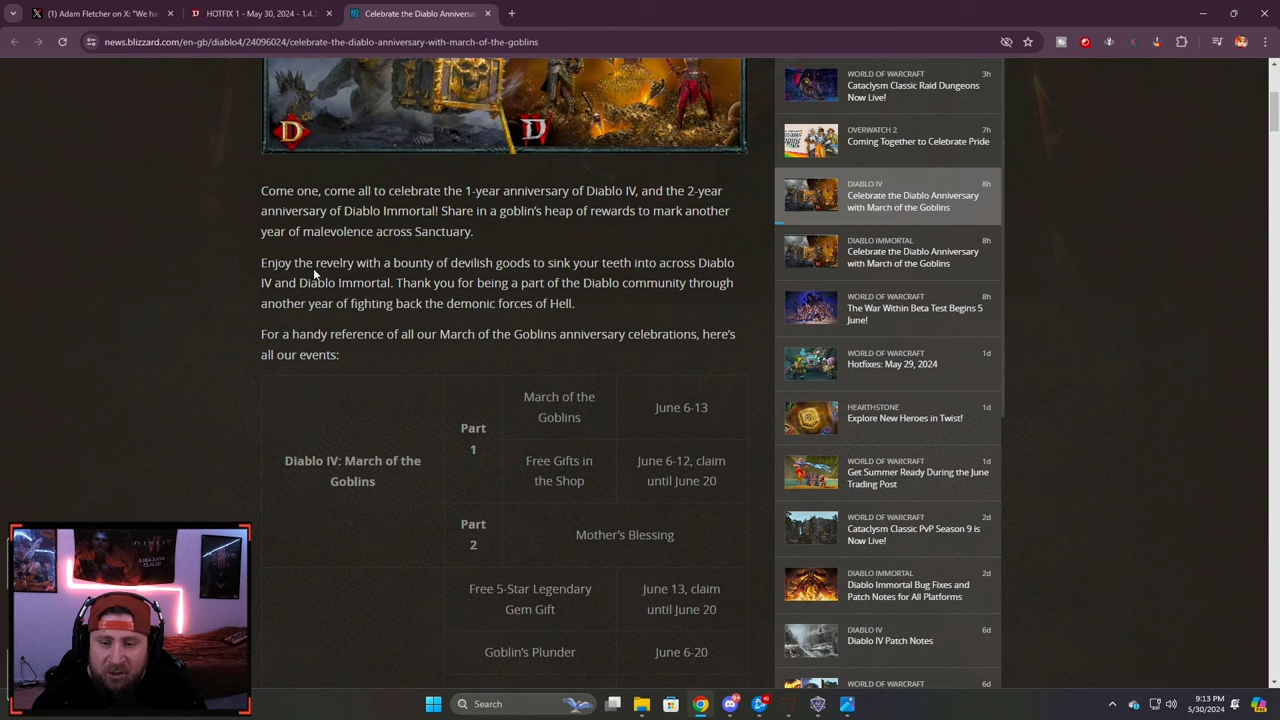 (1) Adam Fletcher on X: "We ha
HOTFIX 1 - May 30, 2024 - 1.4.3
Celebrate the Diablo Anniversa
news.blizzard.com/en-gb/diablo4/24096024/celebrate-the-diablo-anniversary-with-march-of-the-goblins
Come one, come all to celebrate the 1-year anniversary of Diablo IV, and the 2-year
anniversary of Diablo Immortal! Share in a goblin's heap of rewards to mark another
year of malevolence across Sanctuary.
Enjoy the revelry with a bounty of devilish goods to sink your teeth into across Diablo
IV and Diablo Immortal. Thank you for being a part of the Diablo community through
another year of fighting back the demonic forces of Hell.
For a handy reference of all our March of the Goblins anniversary celebrations, here's
all our events:
Diablo IV: March of the
Goblins
Part
1
March of the
Goblins
June 6-13
Free Gifts in
the Shop
June 6-12, claim
until June 20
Part
2
Mother's Blessing
Free 5-Star Legendary
Gem Gift
June 13, claim
until June 20
Goblin's Plunder
June 6-20
WORLD OF WARCRAFT
3h
Cataclysm Classic Raid Dungeons
Now Live!
OVERWATCH 2
7h
Coming Together to Celebrate Pride
DIABLO IV
8h
Celebrate the Diablo Anniversary
with March of the Goblins
DIABLO IMMORTAL
8h
Celebrate the Diablo Anniversary
with March of the Goblins
WORLD OF WARCRAFT
8h
The War Within Beta Test Begins 5
June!
WORLD OF WARCRAFT
1d
Hotfixes: May 29, 2024
HEARTHSTONE
1d
Explore New Heroes in Twist!
WORLD OF WARCRAFT
1d
Get Summer Ready During the June
Trading Post
WORLD OF WARCRAFT
2d
Cataclysm Classic PvP Season 9 is
Now Live!
DIABLO IMMORTAL
2d
Diablo Immortal Bug Fixes and
Patch Notes for All Platforms
DIABLO IV
6d
Diablo IV Patch Notes
WORLD OF WARCRAFT
6d
Search
9:13 PM
5/30/2024